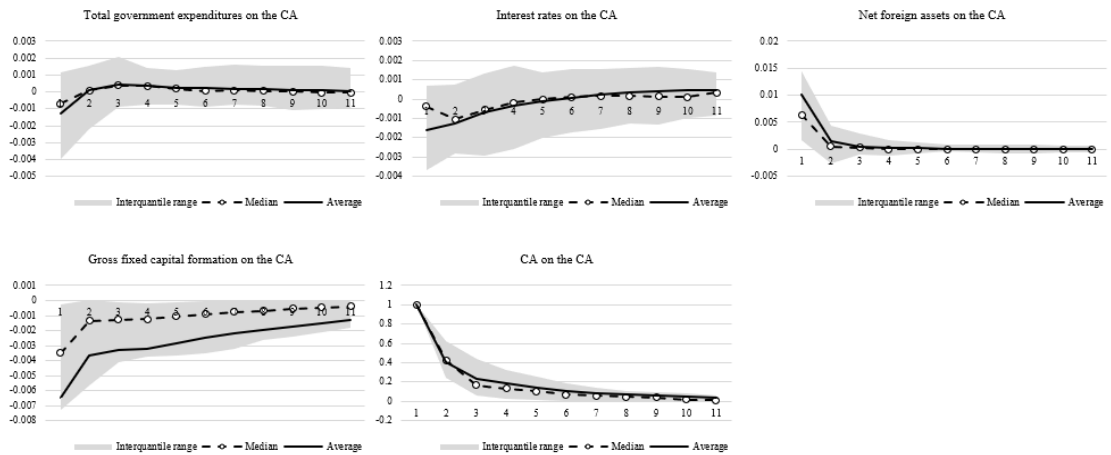 Total government expenditures on the CA
0.003
0.002
0.001
0
-0.001
-0.002
-0.003
-0.004
-0.005
1 2 3 4 5 6 7 8 9 10 11
Interquantile range Median Average
Interest rates on the CA
0.003
0.002
0.001
0
-0.001
-0.002
-0.003
-0.004
1 2 3 4 5 6 7 8 9 10 11
Interquantile range Median Average
Net foreign assets on the CA
0.02
0.015
0.01
0.005
0
-0.005
1 2 3 4 5 6 7 8 9 10 11
Interquantile range Median Average
Gross fixed capital formation on the CA
0.001
0
-0.001
-0.002
-0.003
-0.004
-0.005
-0.006
-0.007
-0.008
1 2 3 4 5 6 7 8 9 10 11
Interquantile range Median Average
CA on the CA
1.2
1
0.8
0.6
0.4
0.2
0
-0.2
1 2 3 4 5 6 7 8 9 10 11
Interquantile range Median Average